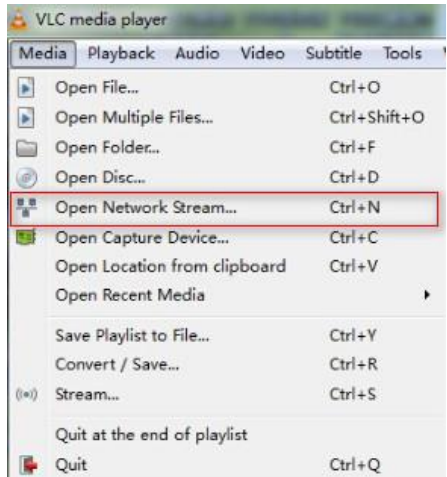 VLC media player
Media Playback Audio Video Subtitle Tools
Open File... Ctrl+O
Open Multiple Files... Ctrl+Shift+O
Open Folder... Ctrl+F
Open Disc... Ctrl+D
Open Network Stream... Ctrl+N
Open Capture Device... Ctrl+C
Open Location from clipboard Ctrl+V
Open Recent Media
Save Playlist to File... Ctrl+Y
Convert / Save... Ctrl+R
Stream... Ctrl+S
Quit at the end of playlist
Quit Ctrl+Q